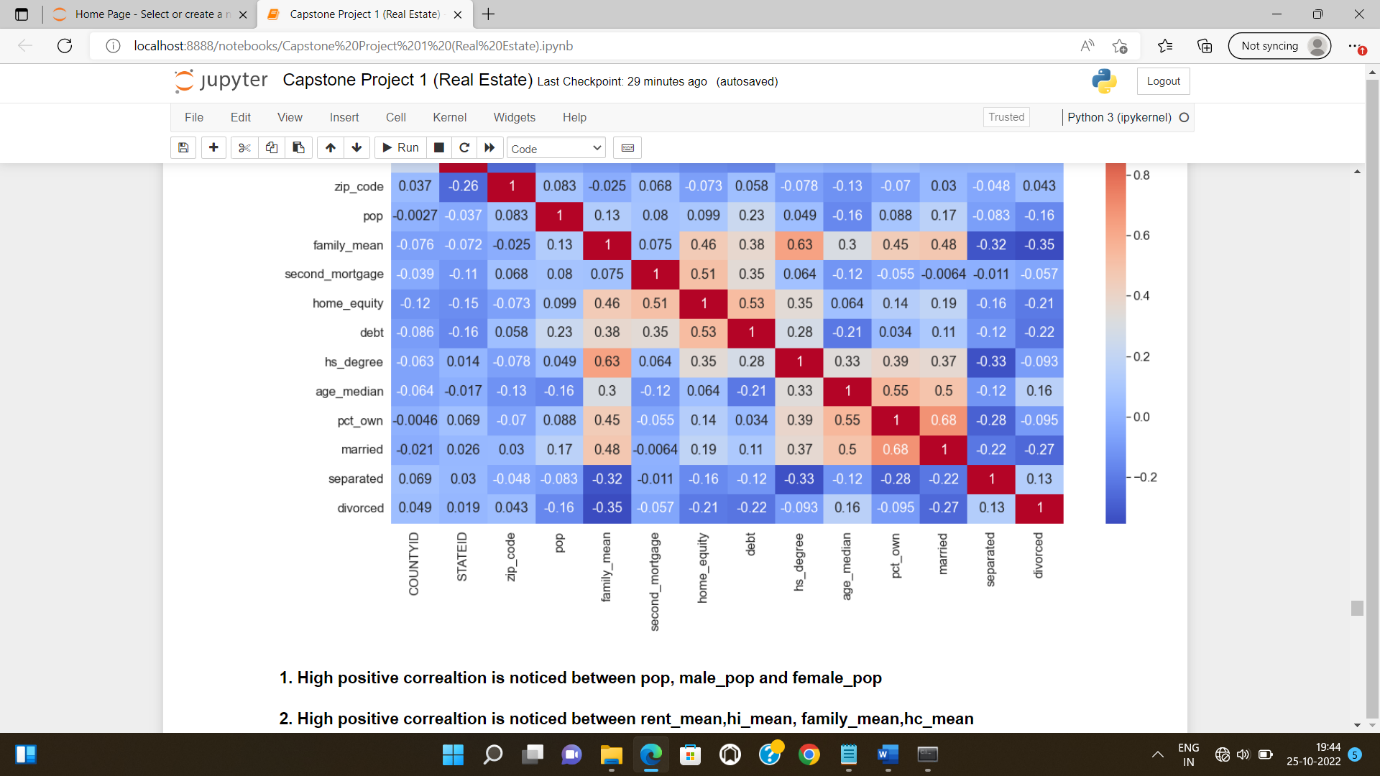 Home Page - Select or create a n
Capstone Project 1 (Real Estate)
localhost:8888/notebooks/Capstone%20Project%201%20(Real%20Estate).ipynb
Not syncing
jupyter Capstone Project 1 (Real Estate) Last Checkpoint: 29 minutes ago (autosaved)
Logout
File Edit View Insert Cell Kernel Widgets Help
Trusted
Python 3 (ipykernel)
Run
Code
zip_code 0.037 -0.26 1 0.083 -0.025 0.068 -0.073 0.058 -0.078 -0.13 -0.07 0.03 -0.048 0.043
pop -0.0027 -0.037 0.083 1 0.13 0.08 0.099 0.23 0.049 -0.16 0.088 0.17 -0.083 -0.16
family_mean -0.076 -0.072 -0.025 0.13 1 0.075 0.46 0.38 0.63 0.3 0.45 0.48 -0.32 -0.35
second_mortgage -0.039 -0.11 0.068 0.08 0.075 1 0.51 0.35 0.064 -0.12 -0.055 -0.0064 -0.011 -0.057
home_equity -0.12 -0.15 -0.073 0.099 0.46 0.51 1 0.53 0.35 0.064 0.14 0.19 -0.16 -0.21
debt -0.086 -0.16 0.058 0.23 0.38 0.35 0.53 1 0.28 -0.21 0.034 0.11 -0.12 -0.22
hs_degree -0.063 0.014 -0.078 0.049 0.63 0.064 0.35 0.28 1 0.33 0.39 0.37 -0.33 -0.093
age_median -0.064 -0.017 -0.13 -0.16 0.3 -0.12 0.064 -0.21 0.33 1 0.55 0.5 -0.12 0.16
pct_own -0.0046 0.069 -0.07 0.088 0.45 -0.055 0.14 0.034 0.39 0.55 1 0.68 -0.28 -0.095
married -0.021 0.026 0.03 0.17 0.48 -0.0064 0.19 0.11 0.37 0.5 0.68 1 -0.22 -0.27
separated 0.069 0.03 -0.048 -0.083 -0.32 -0.011 -0.16 -0.12 -0.33 -0.12 -0.28 -0.22 1 0.13
divorced 0.049 0.019 0.043 -0.16 -0.35 -0.057 -0.21 -0.22 -0.093 0.16 -0.095 -0.27 0.13 1
COUNTYID STATEID zip_code pop family_mean second_mortgage home_equity debt hs_degree age_median pct_own married separated divorced
0.8
0.6
0.4
0.2
0.0
-0.2
1. High positive correaltion is noticed between pop, male_pop and female_pop
2. High positive correaltion is noticed between rent_mean,hi_mean, family_mean,hc_mean
ENG
IN
19:44
25-10-2022
5